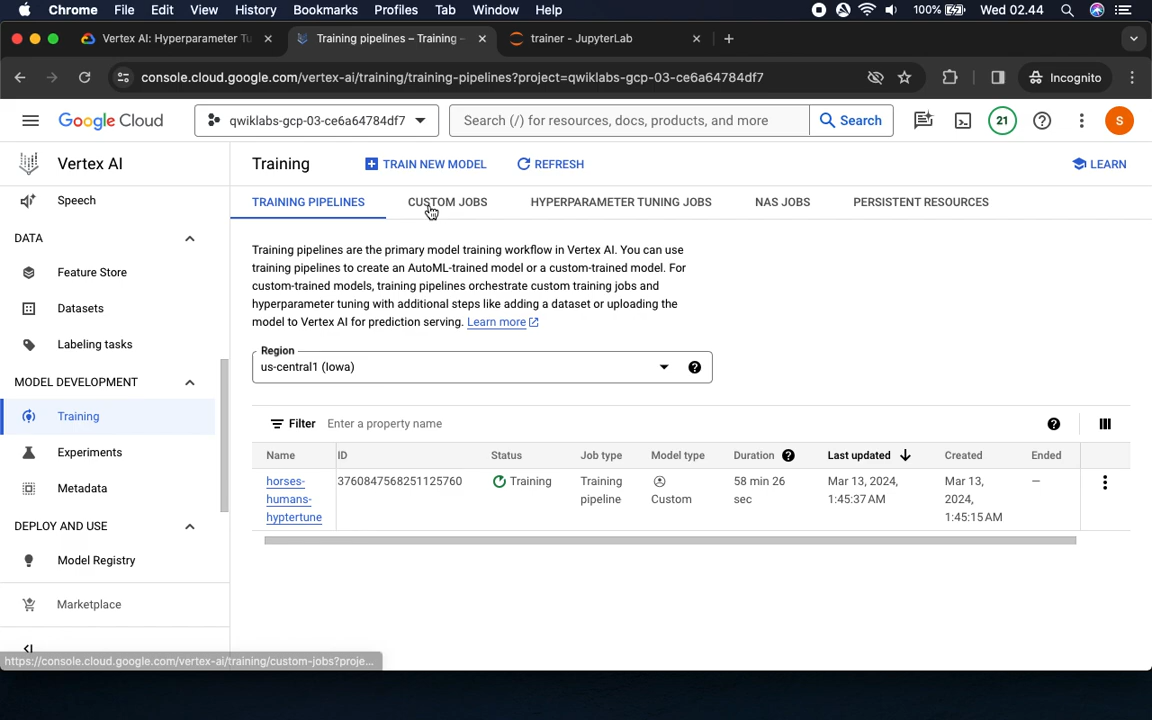 Chrome File Edit View History Bookmarks Profiles Tab Window Help 100% Wed 02.44
Vertex AI: Hyperparameter Tu Training pipelines – Training – trainer - JupyterLab
console.cloud.google.com/vertex-ai/training/training-pipelines?project=qwiklabs-gcp-03-ce6a64784df7 Incognito
Google Cloud qwiklabs-gcp-03-ce6a64784df7 Search (/) for resources, docs, products, and more Search 21 S
Vertex AI Training TRAIN NEW MODEL REFRESH LEARN
Speech
DATA
Feature Store
Datasets
Labeling tasks
MODEL DEVELOPMENT
Training
Experiments
Metadata
DEPLOY AND USE
Model Registry
Marketplace
TRAINING PIPELINES CUSTOM JOBS HYPERPARAMETER TUNING JOBS NAS JOBS PERSISTENT RESOURCES
Training pipelines are the primary model training workflow in Vertex AI. You can use
training pipelines to create an AutoML-trained model or a custom-trained model. For
custom-trained models, training pipelines orchestrate custom training jobs and
hyperparameter tuning with additional steps like adding a dataset or uploading the
model to Vertex AI for prediction serving. Learn more
Region
us-central1 (Iowa)
Filter Enter a property name
Name ID Status Job type Model type Duration Last updated Created Ended
horses- 3760847568251125760 Training Training 58 min 26 Mar 13, 2024, Mar 13, –
humans- pipeline Custom sec 1:45:37 AM 2024,
hyptertune 1:45:15 AM
https://console.cloud.google.com/vertex-ai/training/custom-jobs?proje...